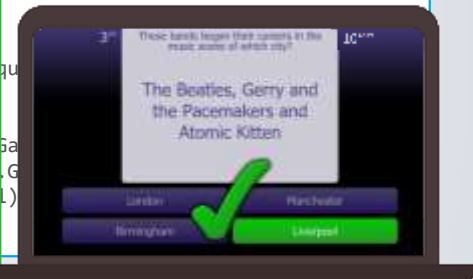 These bands began their careers in the
music scene of which city?
The Beatles, Gerry and
the Pacemakers and
Atomic Kitten
London
Manchester
Birmingham
Liverpool